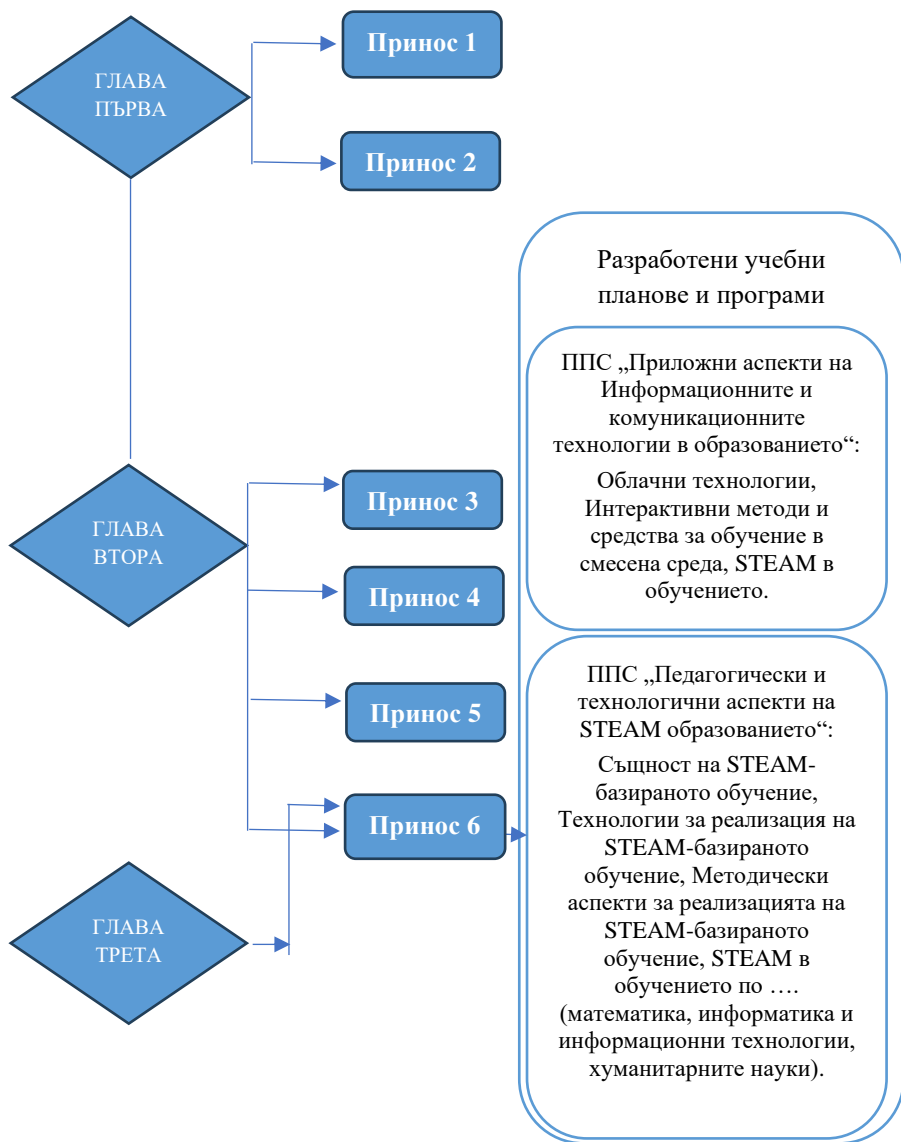 ГЛАВА
ПЪРВА
Принос 1
Принос 2
Разработени учебни
планове и програми
ППС „Приложни аспекти на
Информационните и
комуникационните
технологии в образованието“:
Облачни технологии,
Интерактивни методи и
средства за обучение в
смесена среда, STEAM в
обучението.
ГЛАВА
ВТОРА
Принос 3
Принос 4
Принос 5
Принос 6
ППС „Педагогически и
технологични аспекти на
STEAM образованието“:
Същност на STEAM-
базираното обучение,
Технологии за реализация на
STEAM-базираното
обучение, Методически
аспекти за реализацията на
STEAM-базираното
обучение, STEAM в
обучението по ….
(математика, информатика и
информационни технологии,
хуманитарните науки).
ГЛАВА
ТРЕТА